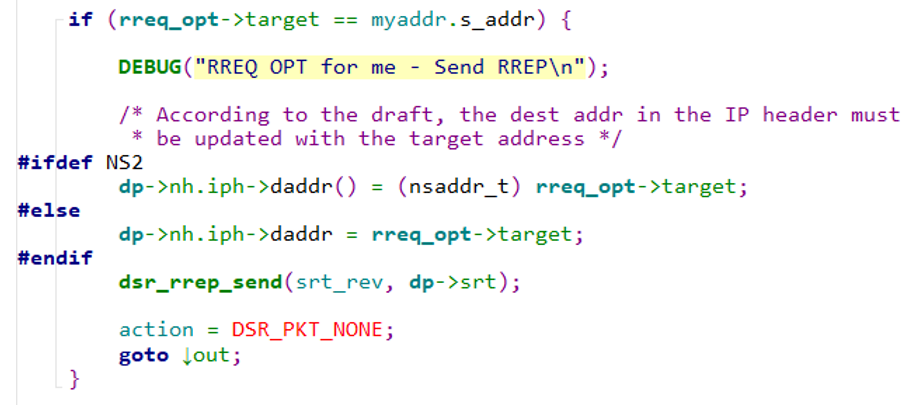 if (rreq_opt->target == myaddr.s_addr) {
DEBUG("RREQ OPT for me - Send RREP\n");
/* According to the draft, the dest addr in the IP header must
* be updated with the target address */
#ifdef NS2
dp->nh.iph->daddr() = (nsaddr_t) rreq_opt->target;
#else
dp->nh.iph->daddr = rreq_opt->target;
#endif
dsr_rrep_send(srt_rev, dp->srt);
action = DSR_PKT_NONE;
goto ↓out;
}